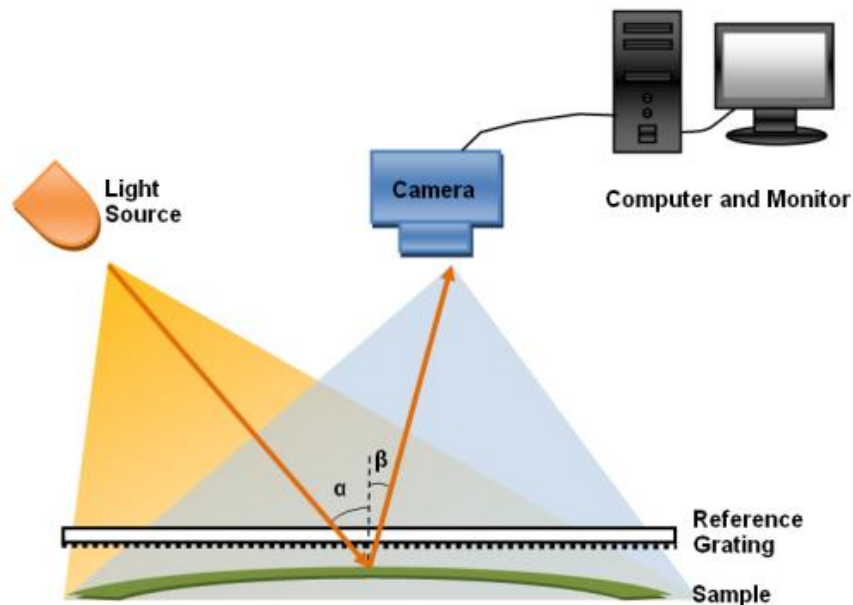 Light
Source
Camera
Computer and Monitor
α
β
Reference
Grating
Sample